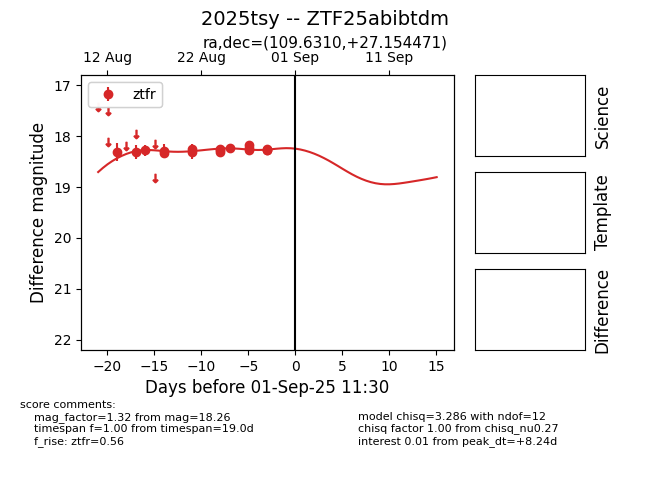 2025tsy -- ZTF25abibtdm
ra,dec=(109.6310,+27.154471)
12 Aug 22 Aug 01 Sep 11 Sep
ztfr
17
18
19
20
21
22
Difference magnitude
−20 −15 −10 −5 0 5 10 15
Days before 01-Sep-25 11:30
Science
Template
Difference
score comments:
mag_factor=1.32 from mag=18.26
timespan f=1.00 from timespan=19.0d
f_rise: ztfr=0.56
model chisq=3.286 with ndof=12
chisq factor 1.00 from chisq_nu0.27
interest 0.01 from peak_dt=+8.24d